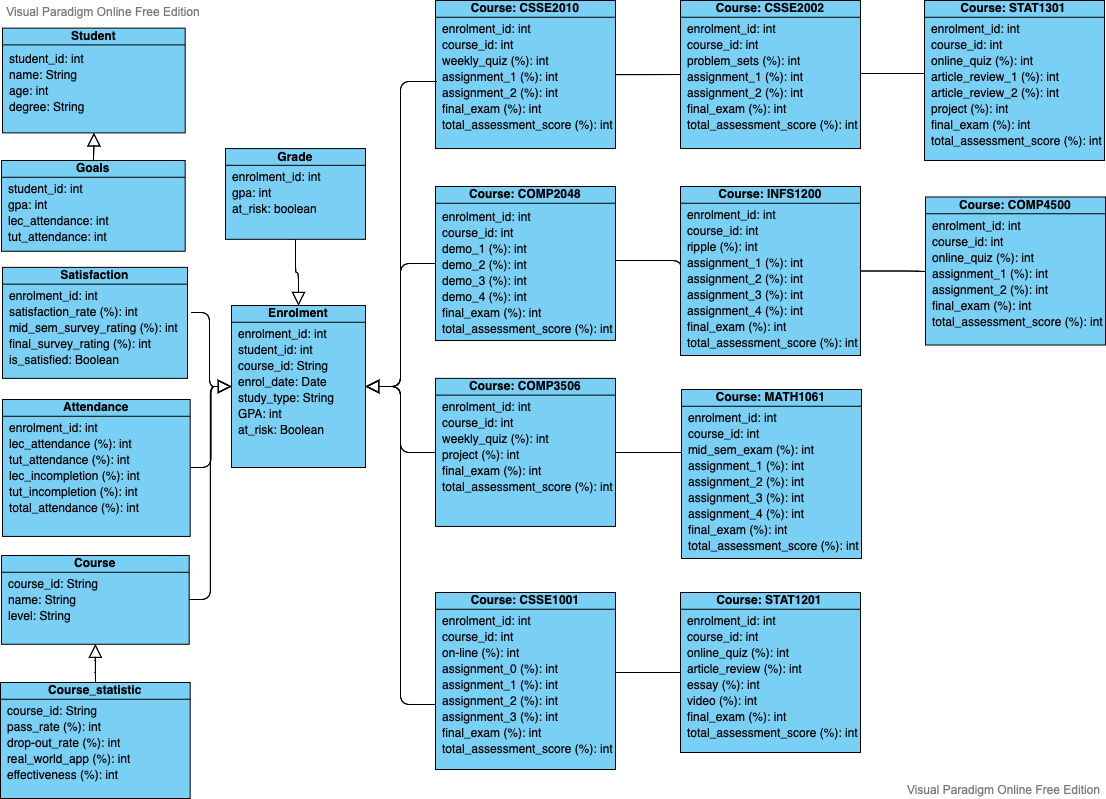 Visual Paradigm Online Free Edition
Student
student_id: int
name: String
age: int
degree: String
Goals
student_id: int
gpa: int
lec_attendance: int
tut_attendance: int
Satisfaction
enrolment_id: int
satisfaction_rate (%): int
mid_sem_survey_rating (%): int
final_survey_rating (%): int
is_satisfied: Boolean
Attendance
enrolment_id: int
lec_attendance (%): int
tut_attendance (%): int
lec_incompletion (%): int
tut_incompletion (%): int
total_attendance (%): int
Course
course_id: String
name: String
level: String
Course_statistic
course_id: String
pass_rate (%): int
drop-out_rate (%): int
real_world_app (%): int
effectiveness (%): int
Grade
enrolment_id: int
gpa: int
at_risk: boolean
Enrolment
enrolment_id: int
student_id: int
course_id: String
enrol_date: Date
study_type: String
GPA: int
at_risk: Boolean
Course: CSSE2010
enrolment_id: int
course_id: int
weekly_quiz (%): int
assignment_1 (%): int
assignment_2 (%): int
final_exam (%): int
total_assessment_score (%): int
Course: CSSE2002
enrolment_id: int
course_id: int
problem_sets (%): int
assignment_1 (%): int
assignment_2 (%): int
final_exam (%): int
total_assessment_score (%): int
Course: STAT1301
enrolment_id: int
course_id: int
online_quiz (%): int
article_review_1 (%): int
article_review_2 (%): int
project (%): int
final_exam (%): int
total_assessment_score (%): int
Course: COMP2048
enrolment_id: int
course_id: int
demo_1 (%): int
demo_2 (%): int
demo_3 (%): int
demo_4 (%): int
final_exam (%): int
total_assessment_score (%): int
Course: INFS1200
enrolment_id: int
course_id: int
ripple (%): int
assignment_1 (%): int
assignment_2 (%): int
assignment_3 (%): int
assignment_4 (%): int
final_exam (%): int
total_assessment_score (%): int
Course: COMP4500
enrolment_id: int
course_id: int
online_quiz (%): int
assignment_1 (%): int
assignment_2 (%): int
final_exam (%): int
total_assessment_score (%): int
Course: COMP3506
enrolment_id: int
course_id: int
weekly_quiz (%): int
project (%): int
final_exam (%): int
total_assessment_score (%): int
Course: MATH1061
enrolment_id: int
course_id: int
mid_sem_exam (%): int
assignment_1 (%): int
assignment_2 (%): int
assignment_3 (%): int
assignment_4 (%): int
final_exam (%): int
total_assessment_score (%): int
Course: CSSE1001
enrolment_id: int
course_id: int
on-line (%): int
assignment_0 (%): int
assignment_1 (%): int
assignment_2 (%): int
assignment_3 (%): int
final_exam (%): int
total_assessment_score (%): int
Course: STAT1201
enrolment_id: int
course_id: int
online_quiz (%): int
article_review (%): int
essay (%): int
video (%): int
final_exam (%): int
total_assessment_score (%): int
Visual Paradigm Online Free Edition